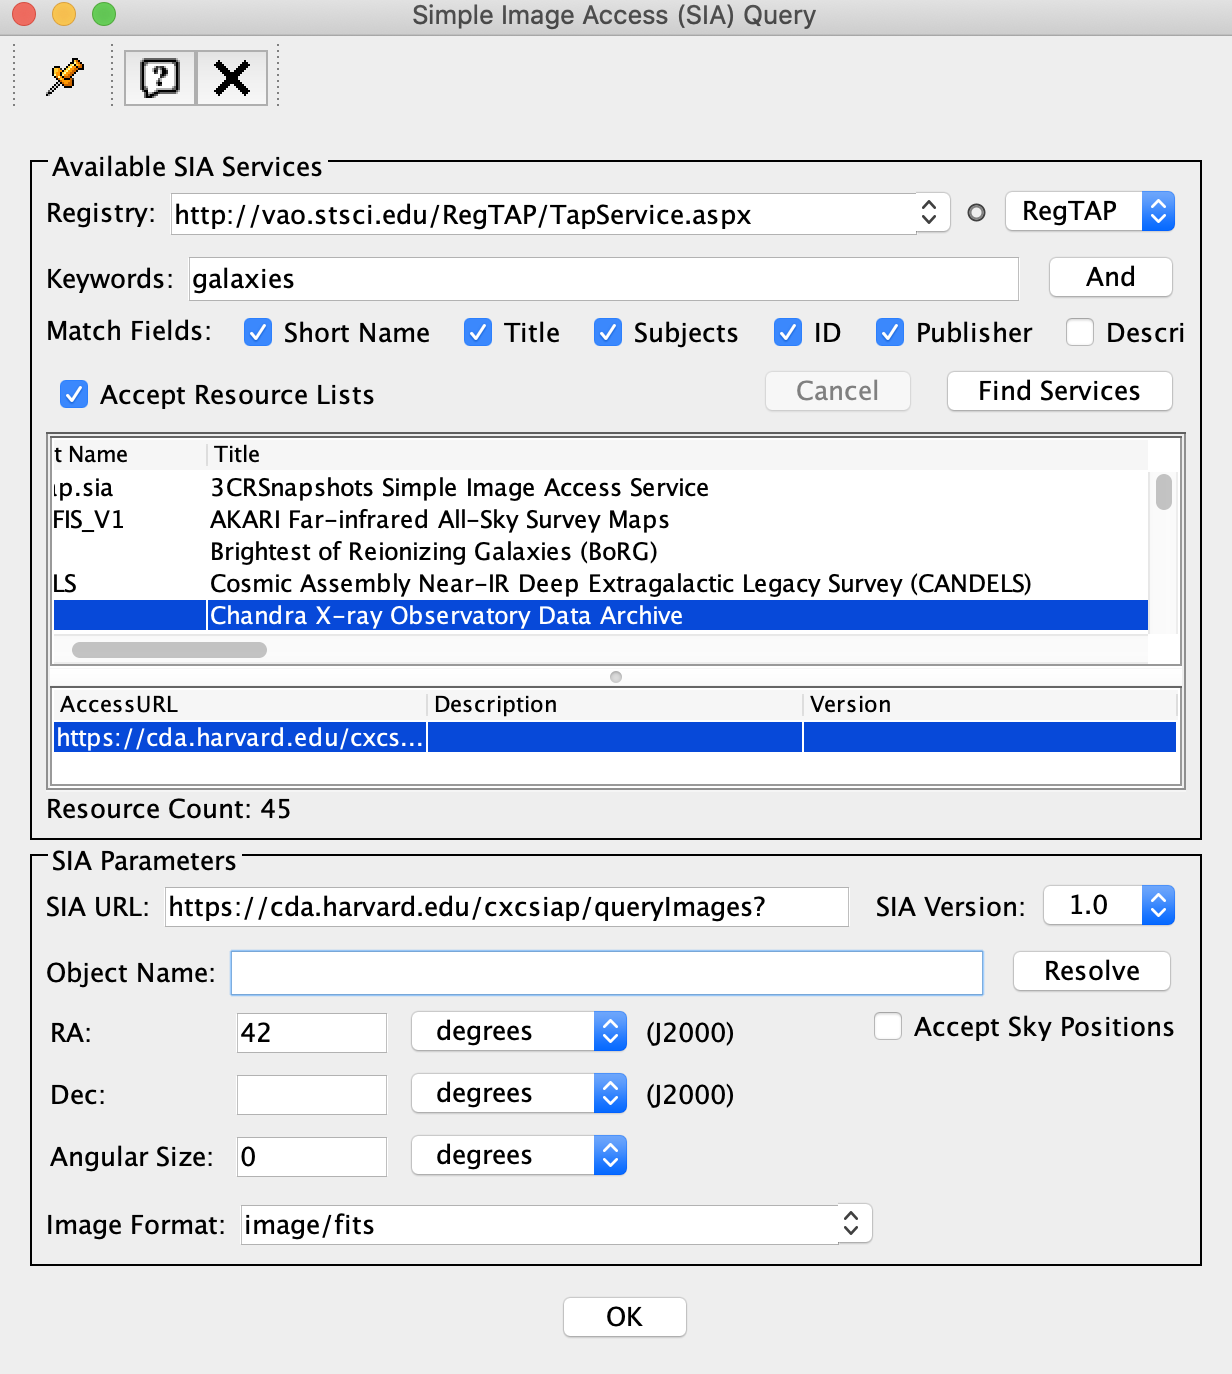 Simple Image Access (SIA) Query
Available SIA Services
Registry: http://vao.stsci.edu/RegTAP/TapService.aspx RegTAP
Keywords: galaxies And
Match Fields: Short Name Title Subjects ID Publisher Descri
Accept Resource Lists Cancel Find Services
t Name Title
p.sia 3CRSnapshots Simple Image Access Service
FIS_V1 AKARI Far-infrared All-Sky Survey Maps
Brightest of Reionizing Galaxies (BoRG)
LS Cosmic Assembly Near-IR Deep Extragalactic Legacy Survey (CANDELS)
Chandra X-ray Observatory Data Archive
AccessURL Description Version
https://cda.harvard.edu/cxcs...
Resource Count: 45
SIA Parameters
SIA URL: https://cda.harvard.edu/cxcsiap/queryImages? SIA Version: 1.0
Object Name: Resolve
RA: 42 degrees (J2000) Accept Sky Positions
Dec: degrees (J2000)
Angular Size: 0 degrees
Image Format: image/fits
OK